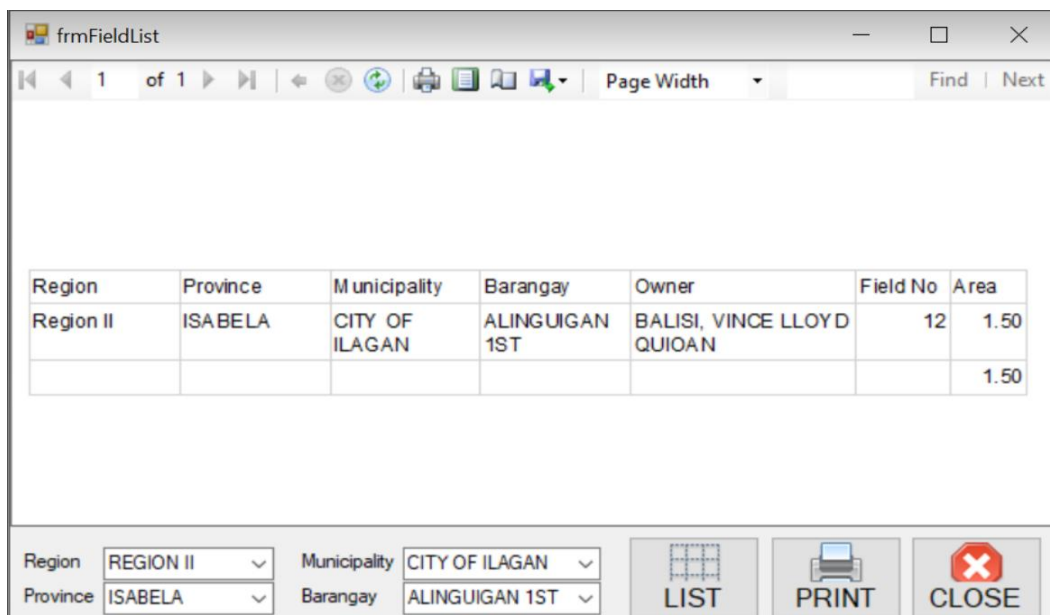 frmFieldList
1 of 1 Page Width Find | Next
Region Province Municipality Barangay Owner Field No Area
Region II ISABELA CITY OF ALINGUIGAN BALISI, VINCE LLOYD 12 1.50
ILAGAN 1ST QUIOAN
1.50
Region REGION II Municipality CITY OF ILAGAN
Province ISABELA Barangay ALINGUIGAN 1ST
LIST PRINT CLOSE